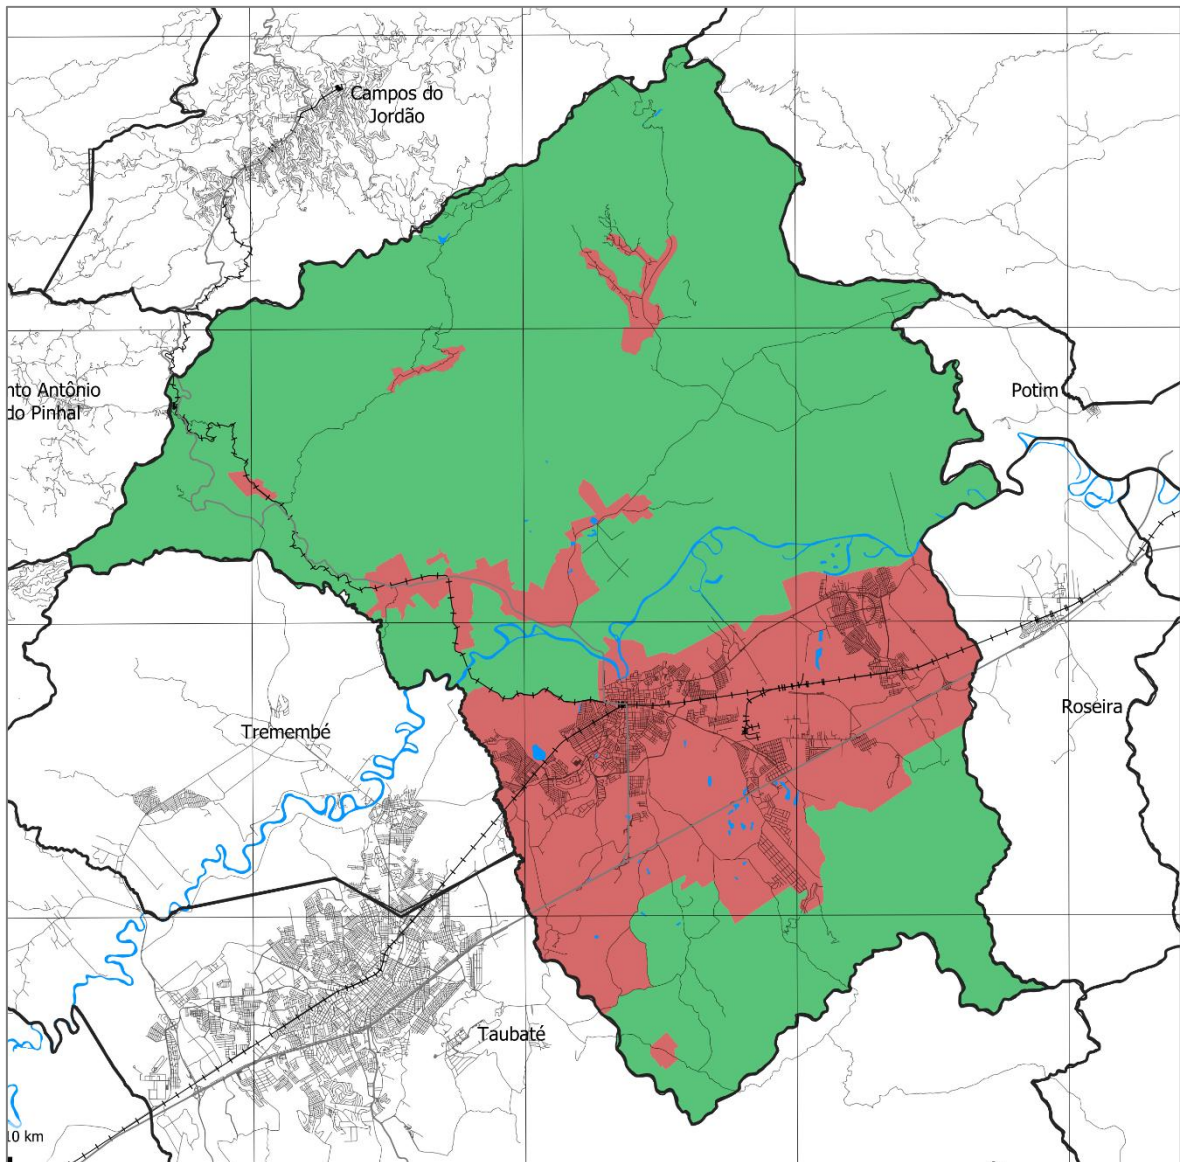 Campos do
Jordão
nto Antônio
do Pinhal
Potim
Roseira
Tremembé
Taubaté
10 km